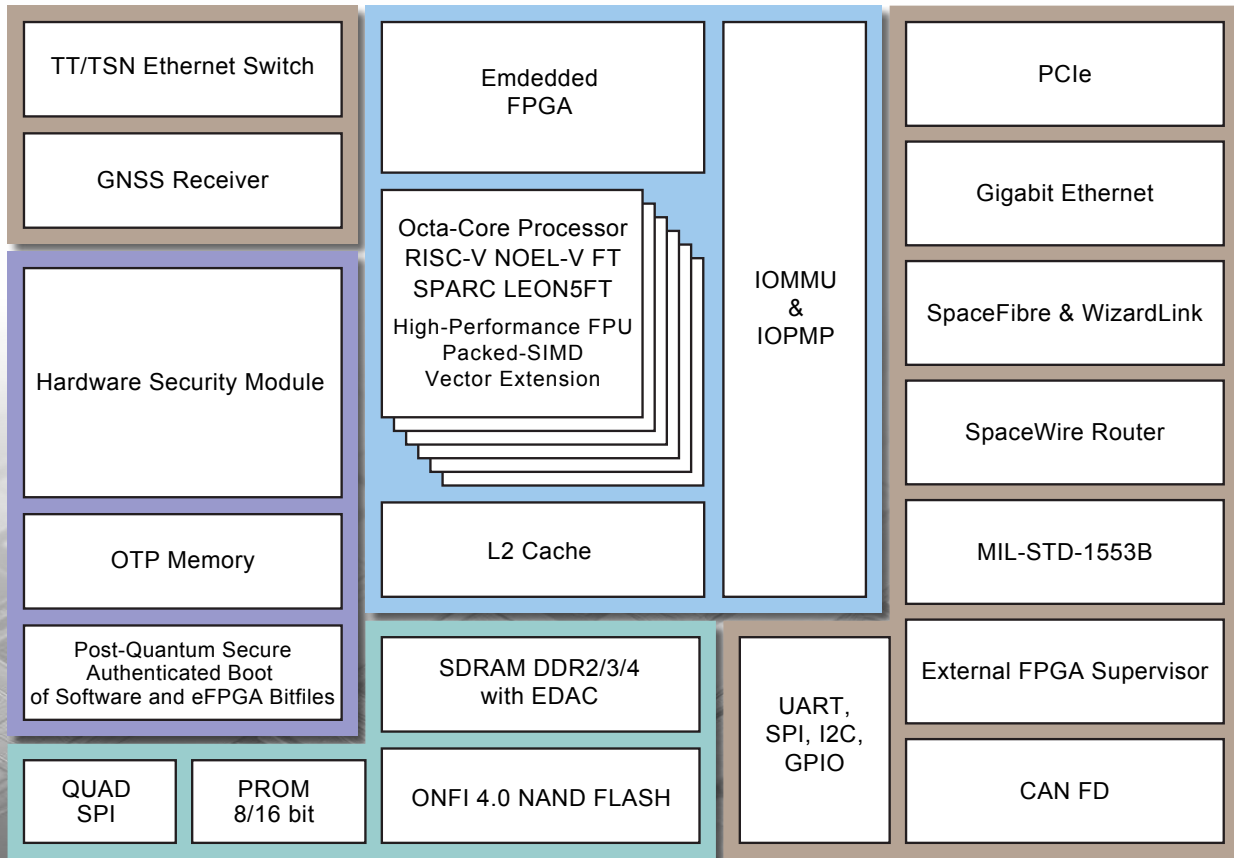 TT/TSN Ethernet Switch
GNSS Receiver
Hardware Security Module
OTP Memory
Post-Quantum Secure
Authenticated Boot
of Software and eFPGA Bitfiles
QUAD
SPI
PROM
8/16 bit
Emdedded
FPGA
Octa-Core Processor
RISC-V NOEL-V FT
SPARC LEON5FT
High-Performance FPU
Packed-SIMD
Vector Extension
L2 Cache
IOMMU
&
IOPMP
SDRAM DDR2/3/4
with EDAC
ONFI 4.0 NAND FLASH
UART,
SPI, I2C,
GPIO
PCIe
Gigabit Ethernet
SpaceFibre & WizardLink
SpaceWire Router
MIL-STD-1553B
External FPGA Supervisor
CAN FD